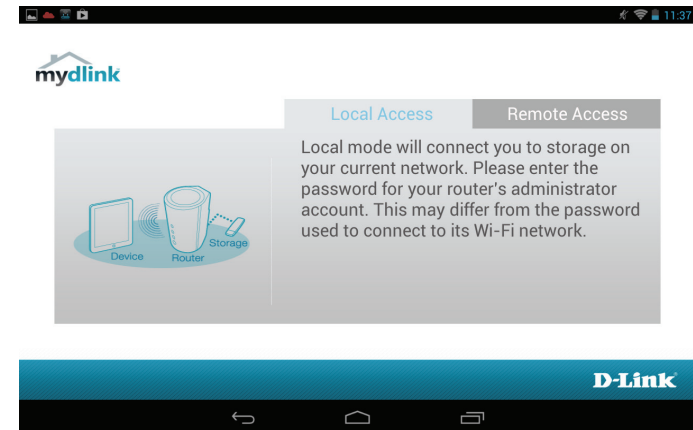 11:37
mydlink
Local Access
Remote Access
Local mode will connect you to storage on
your current network. Please enter the
password for your router's administrator
account. This may differ from the password
used to connect to its Wi-Fi network.
Storage
Device
Router
D-Link